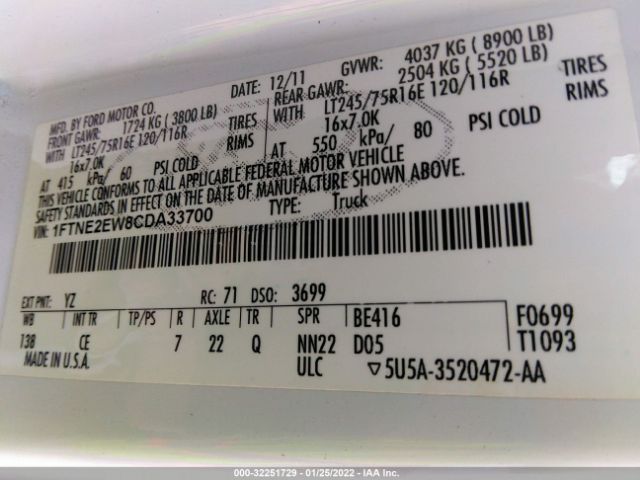 MFD. BY FORD MOTOR CO. DATE: 12/11 GVWR: 4037 KG ( 8900 LB)
FRONT GAWR: 1724 KG ( 3800 LB) REAR GAWR: 2504 KG ( 5520 LB)
WITH LT245/75R16E 120/116R TIRES WITH LT245/75R16E 120/116R TIRES
16x7.0K RIMS 16x7.0K RIMS
AT 415 kPa/ 60 PSI COLD AT 550 kPa/ 80 PSI COLD
THIS VEHICLE CONFORMS TO ALL APPLICABLE FEDERAL MOTOR VEHICLE
SAFETY STANDARDS IN EFFECT ON THE DATE OF MANUFACTURE SHOWN ABOVE.
VIN: 1FTNE2EW8CDA33700 TYPE: Truck
EXT PNT: YZ RC: 71 DSO: 3699
WB INT TR TP/PS R AXLE TR SPR BE416 F0699
138 CE 7 22 Q NN22 D05 T1093
MADE IN U.S.A. ULC ▽5U5A-3520472-AA
000-32251729 - 01/25/2022 - IAA Inc.